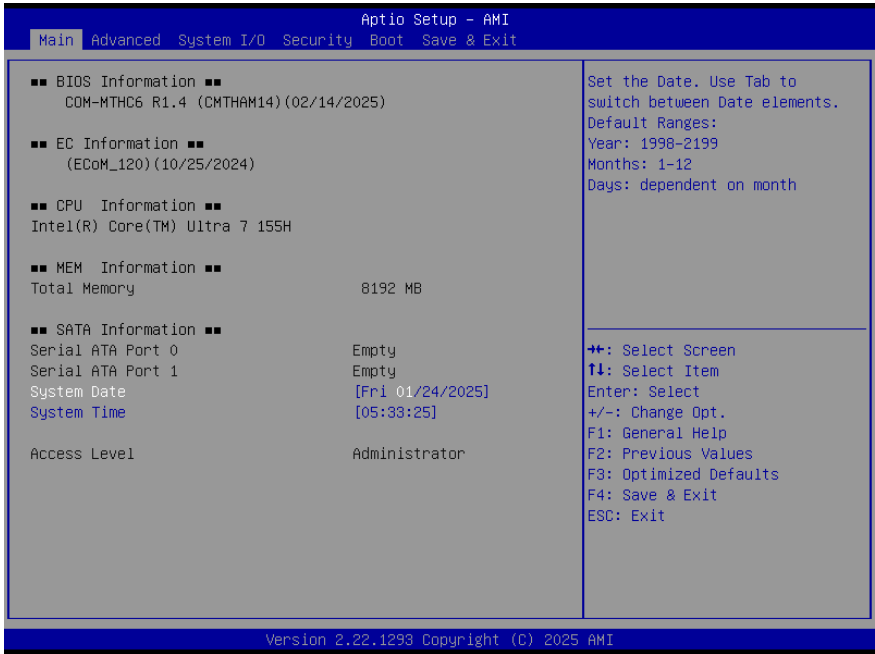 Aptio Setup - AMI
Main Advanced System I/O Security Boot Save & Exit
■■ BIOS Information ■■
COM-MTHC6 R1.4 (CMTHAM14)(02/14/2025)
■■ EC Information ■■
(ECoM_120)(10/25/2024)
■■ CPU Information ■■
Intel(R) Core(TM) Ultra 7 155H
■■ MEM Information ■■
Total Memory 8192 MB
■■ SATA Information ■■
Serial ATA Port 0 Empty
Serial ATA Port 1 Empty
System Date [Fri 01/24/2025]
System Time [05:33:25]
Access Level Administrator
Set the Date. Use Tab to
switch between Date elements.
Default Ranges:
Year: 1998-2199
Months: 1-12
Days: dependent on month
→←: Select Screen
↑↓: Select Item
Enter: Select
+/-: Change Opt.
F1: General Help
F2: Previous Values
F3: Optimized Defaults
F4: Save & Exit
ESC: Exit
Version 2.22.1293 Copyright (C) 2025 AMI